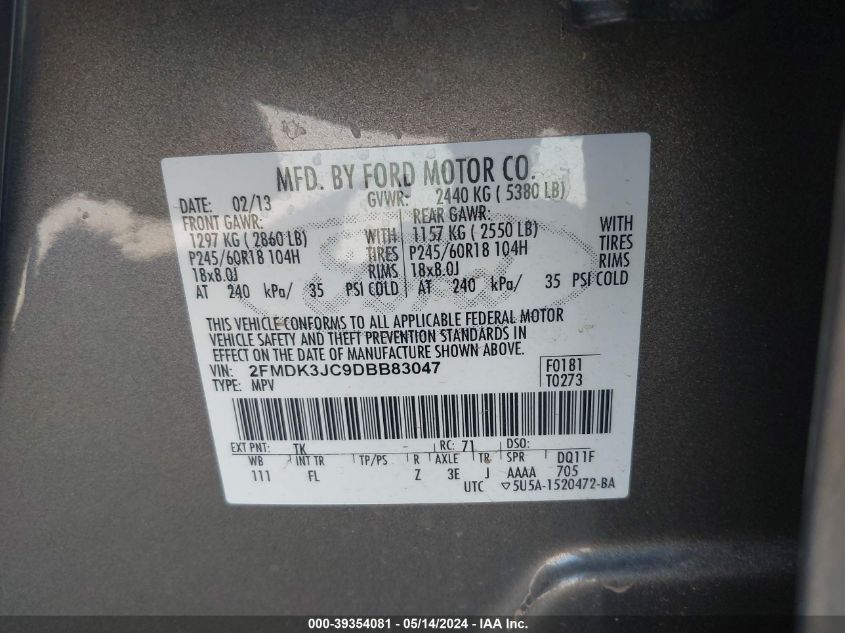 MFD. BY FORD MOTOR CO.
DATE: 02/13 GVWR: 2440 KG ( 5380 LB)
FRONT GAWR: REAR GAWR:
1297 KG ( 2860 LB) WITH 1157 KG ( 2550 LB) WITH
P245/60R18 104H TIRES P245/60R18 104H TIRES
18x8.0J RIMS 18x8.0J RIMS
AT 240 kPa/ 35 PSI COLD AT 240 kPa/ 35 PSI COLD
THIS VEHICLE CONFORMS TO ALL APPLICABLE FEDERAL MOTOR
VEHICLE SAFETY AND THEFT PREVENTION STANDARDS IN
EFFECT ON THE DATE OF MANUFACTURE SHOWN ABOVE.
VIN: 2FMDK3JC9DBB83047 F0181
TYPE: MPV T0273
EXT PNT: TK - RC: 71 DSO:
WB INT TR TP/PS R AXLE TR SPR DQ11F
111 FL Z 3E J AAAA 705
UTC ▽5U5A-1520472-BA
000-39354081 - 05/14/2024 - IAA Inc.